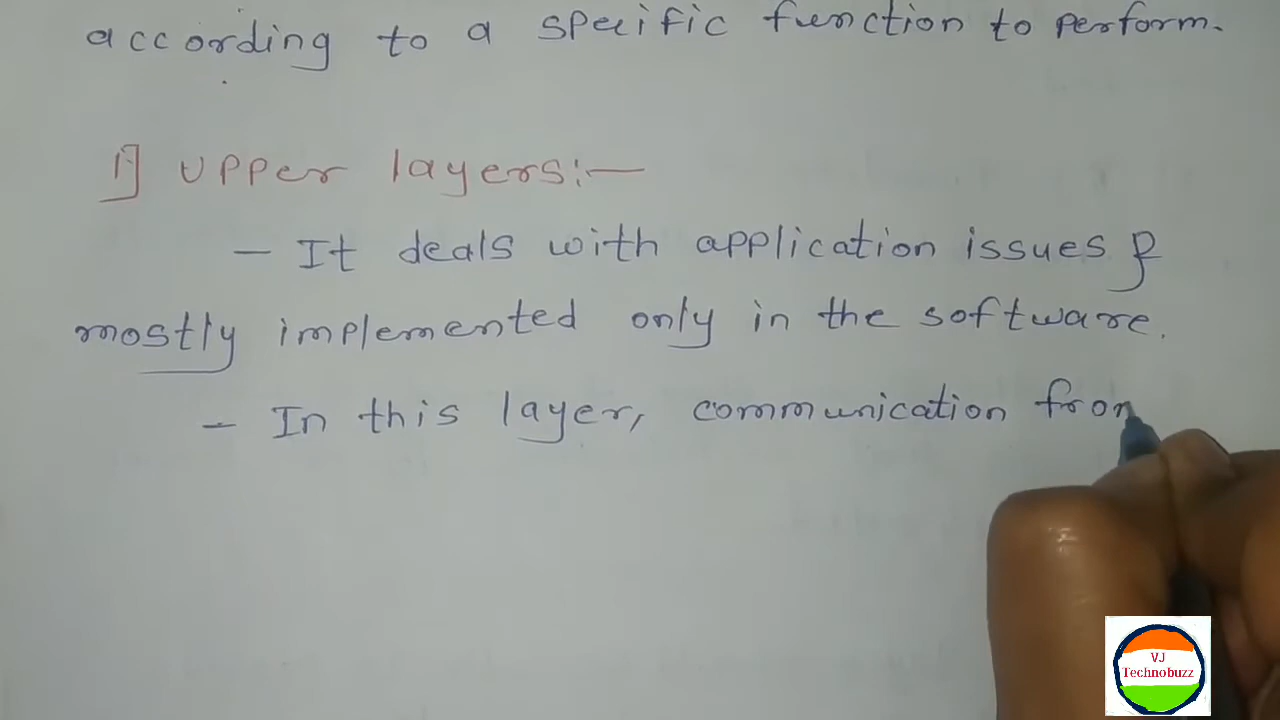 according to a specific function to perform.
1] Upper layers:—
- It deals with application issues &
mostly implemented only in the software.
- In this layer, communication from
VJ
Technobuzz